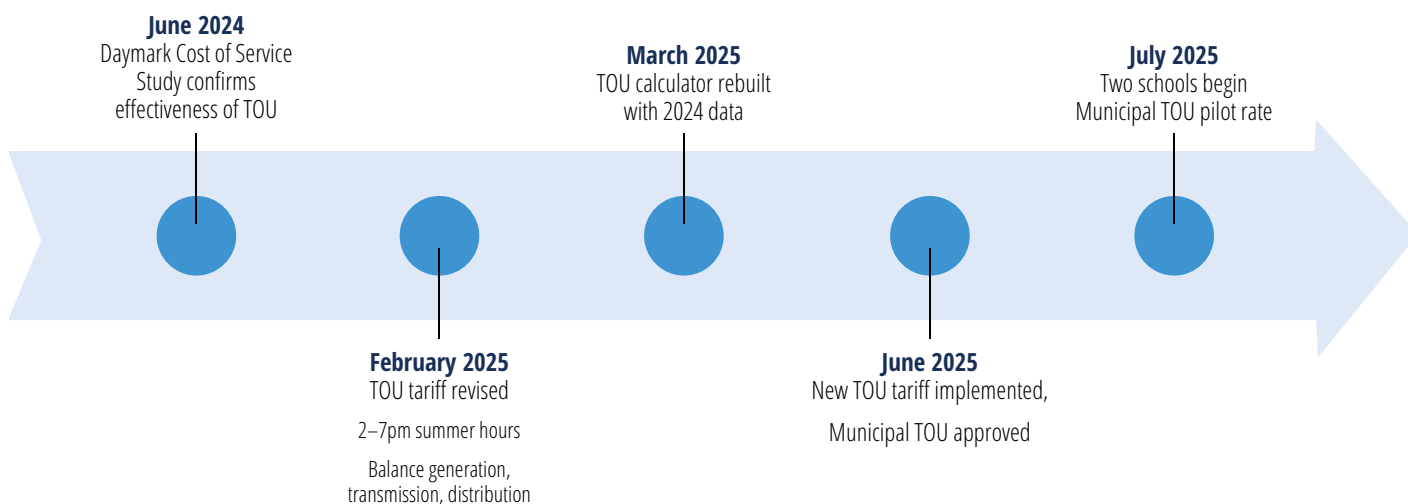 June 2024
Daymark Cost of Service
Study confirms
effectiveness of TOU
February 2025
TOU tariff revised
2–7pm summer hours
Balance generation,
transmission, distribution
March 2025
TOU calculator rebuilt
with 2024 data
June 2025
New TOU tariff implemented,
Municipal TOU approved
July 2025
Two schools begin
Municipal TOU pilot rate